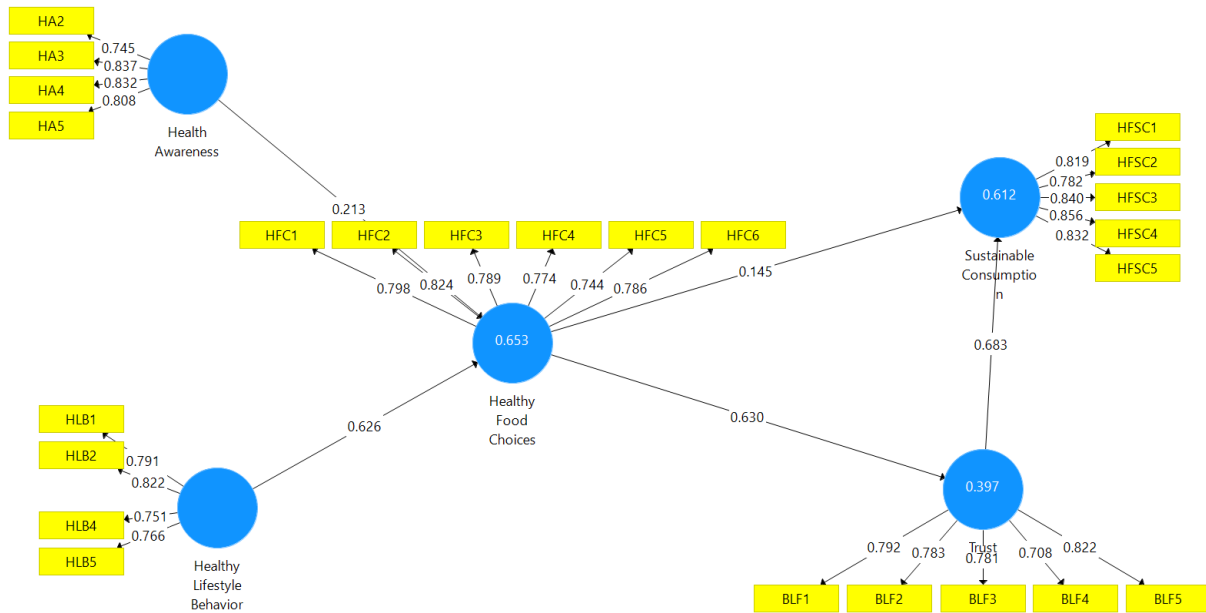 HA2
HA3
HA4
HA5
0.745
0.837
0.832
0.808
Health
Awareness
0.213
HFC1
HFC2
HFC3
HFC4
HFC5
HFC6
0.798
0.824
0.789
0.774
0.744
0.786
0.653
Healthy
Food
Choices
0.145
HFSC1
HFSC2
HFSC3
HFSC4
HFSC5
0.819
0.782
0.840
0.856
0.832
0.612
Sustainable
Consumptio
n
0.683
HLB1
HLB2
HLB4
HLB5
0.791
0.822
0.751
0.766
Healthy
Lifestyle
Behavior
0.626
0.630
0.397
Trust
0.792
0.783
0.781
0.708
0.822
BLF1
BLF2
BLF3
BLF4
BLF5